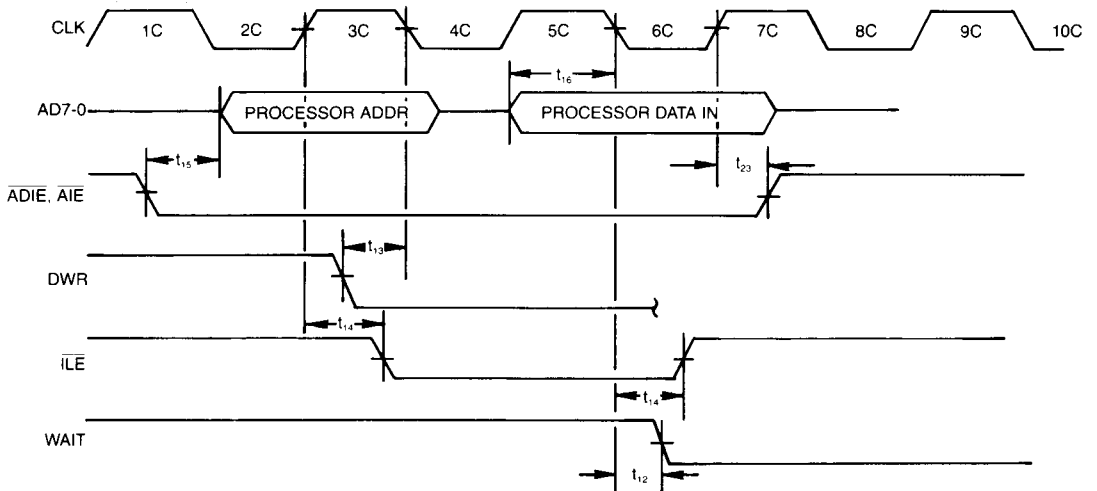 CLK 1C 2C 3C 4C 5C 6C 7C 8C 9C 10C
t16
AD7-0 PROCESSOR ADDR PROCESSOR DATA IN
t15 t23
ADIE, AIE
t13
DWR
t14
ILE
t14
WAIT
t12